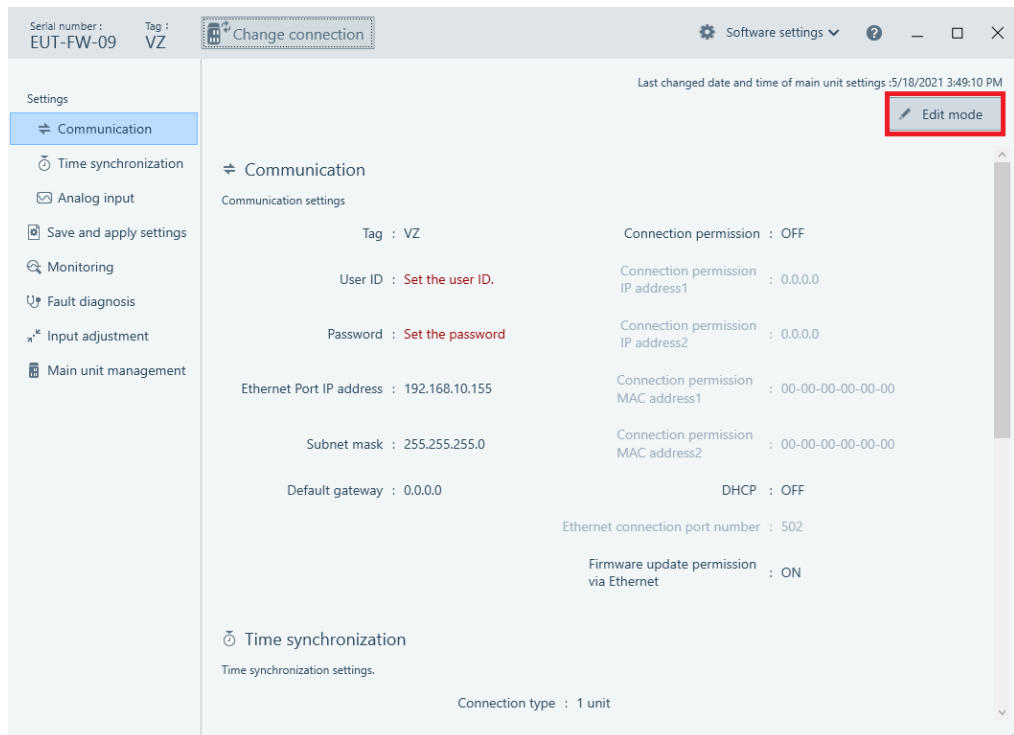 Serial number :
EUT-FW-09
Tag :
VZ
Change connection
Software settings
Last changed date and time of main unit settings :5/18/2021 3:49:10 PM
Edit mode
Settings
Communication
Time synchronization
Analog input
Save and apply settings
Monitoring
Fault diagnosis
Input adjustment
Main unit management
Communication
Communication settings
Tag : VZ
User ID : Set the user ID.
Password : Set the password
Ethernet Port IP address : 192.168.10.155
Subnet mask : 255.255.255.0
Default gateway : 0.0.0.0
Connection permission : OFF
Connection permission
IP address1 : 0.0.0.0
Connection permission
IP address2 : 0.0.0.0
Connection permission
MAC address1 : 00-00-00-00-00-00
Connection permission
MAC address2 : 00-00-00-00-00-00
DHCP : OFF
Ethernet connection port number : 502
Firmware update permission
via Ethernet : ON
Time synchronization
Time synchronization settings.
Connection type : 1 unit